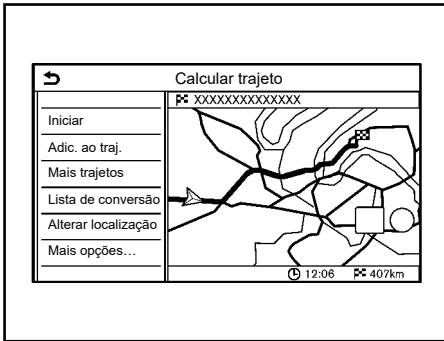 Calcular trajeto
XXXXXXXXXXXXXX
Iniciar
Adic. ao traj.
Mais trajetos
Lista de conversão
Alterar localização
Mais opções…
12:06 407km